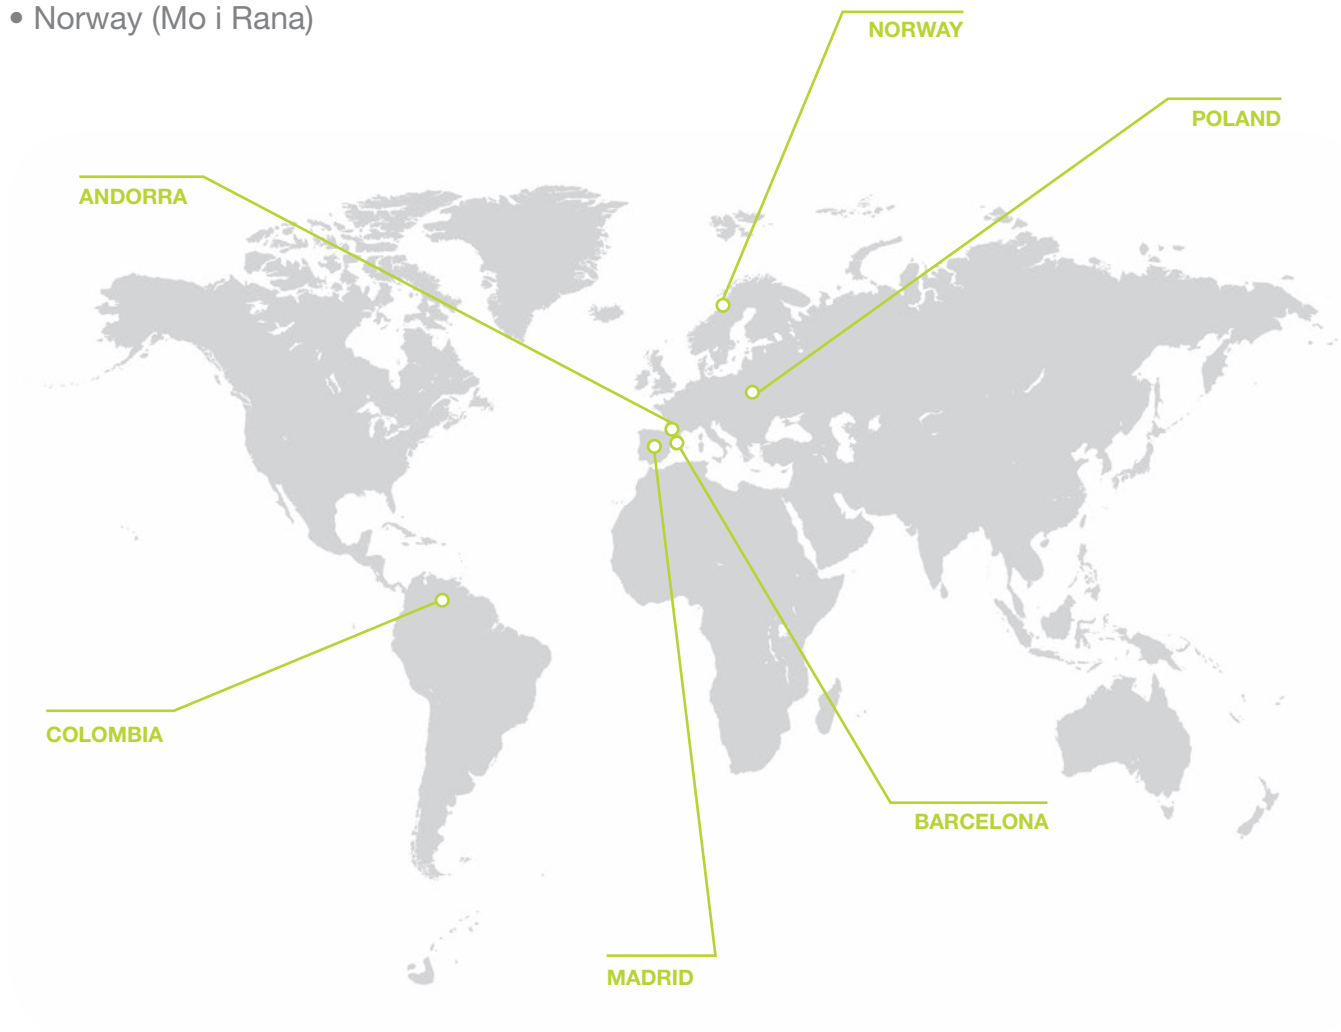 • Norway (Mo i Rana)
NORWAY
POLAND
ANDORRA
COLOMBIA
BARCELONA
MADRID